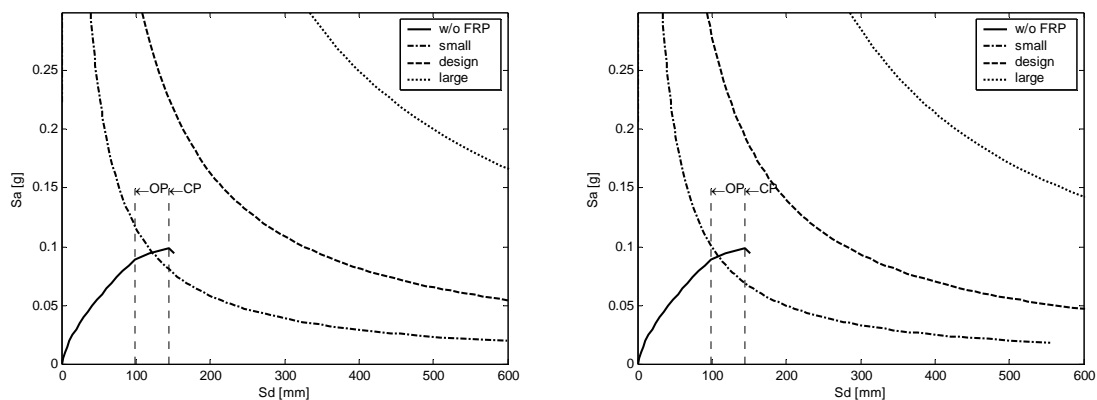 w/o FRP
small
design
large
0.25
0.2
0.15
0.1
0.05
0
Sa [g]
←OP
←CP
0 100 200 300 400 500 600
Sd [mm]
w/o FRP
small
design
large
0.25
0.2
0.15
0.1
0.05
0
Sa [g]
←OP
←CP
0 100 200 300 400 500 600
Sd [mm]